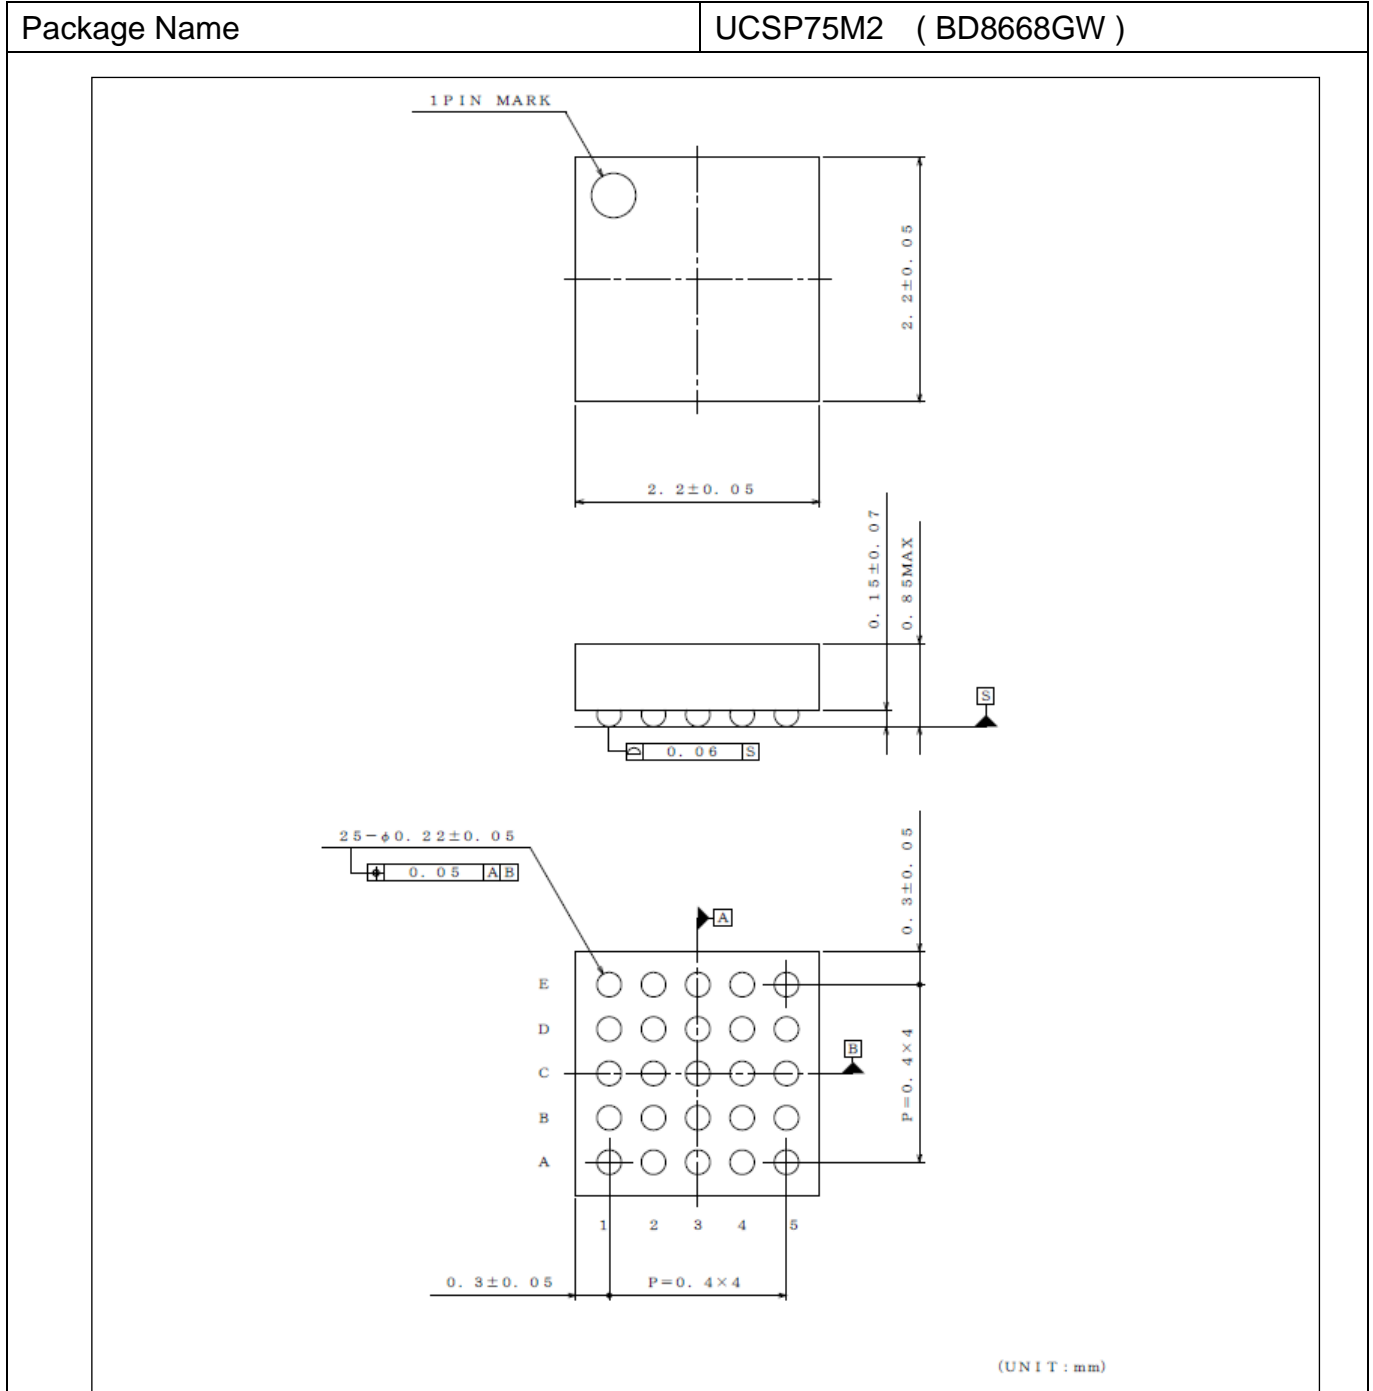 Package Name
UCSP75M2 ( BD8668GW )
1PIN MARK
2. 2±0. 05
2. 2±0. 05
0. 15±0. 07
0. 85MAX
S
0. 06 S
25-φ0. 22±0. 05
0. 05 A B
0. 3±0. 05
A
E
D
B
C
P=0. 4×4
B
A
1 2 3 4 5
0. 3±0. 05
P=0. 4×4
(UNIT:mm)